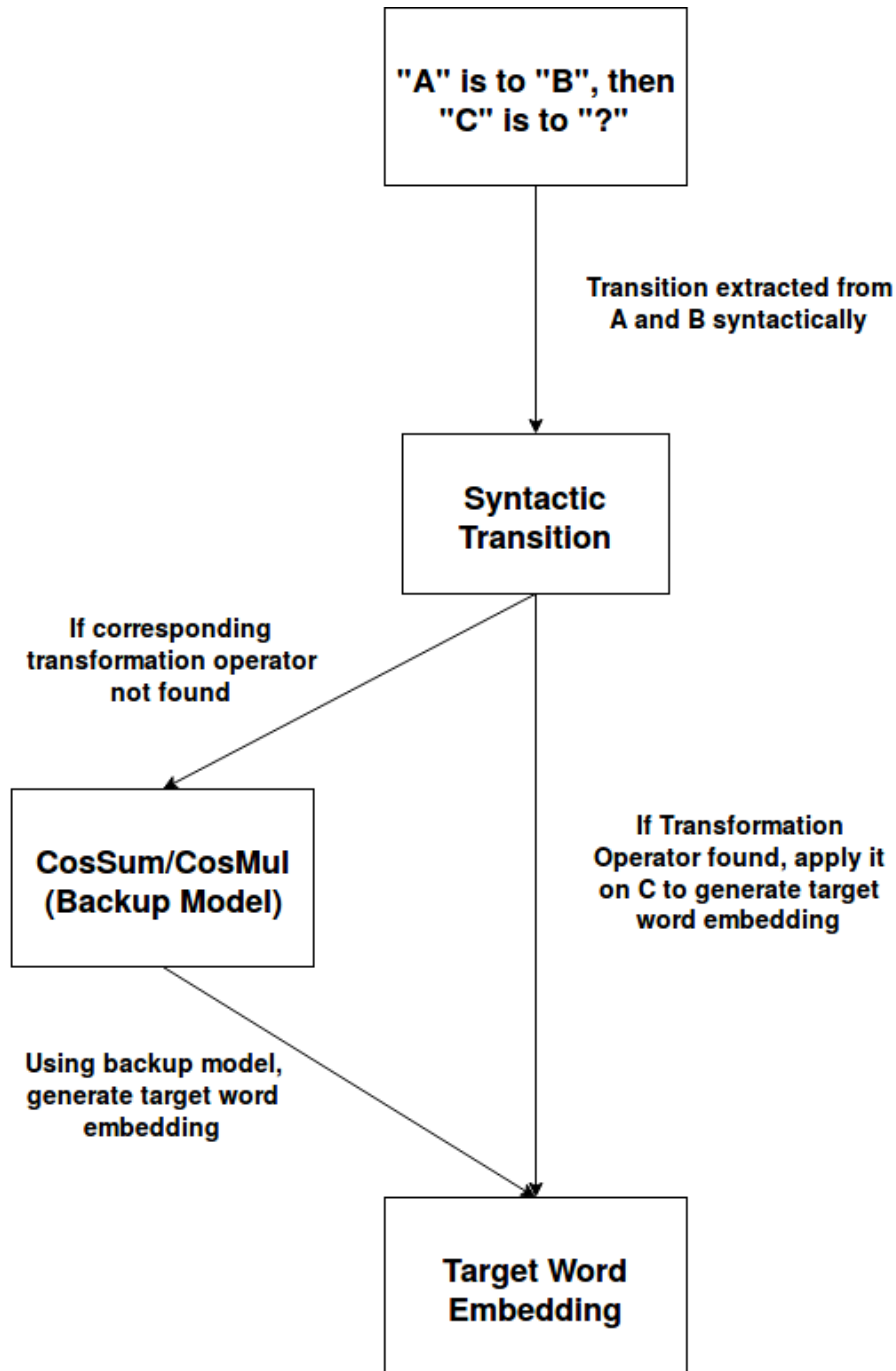 "A" is to "B", then
"C" is to "?"
Transition extracted from
A and B syntactically
Syntactic
Transition
If corresponding
transformation operator
not found
CosSum/CosMul
(Backup Model)
If Transformation
Operator found, apply it
on C to generate target
word embedding
Using backup model,
generate target word
embedding
Target Word
Embedding